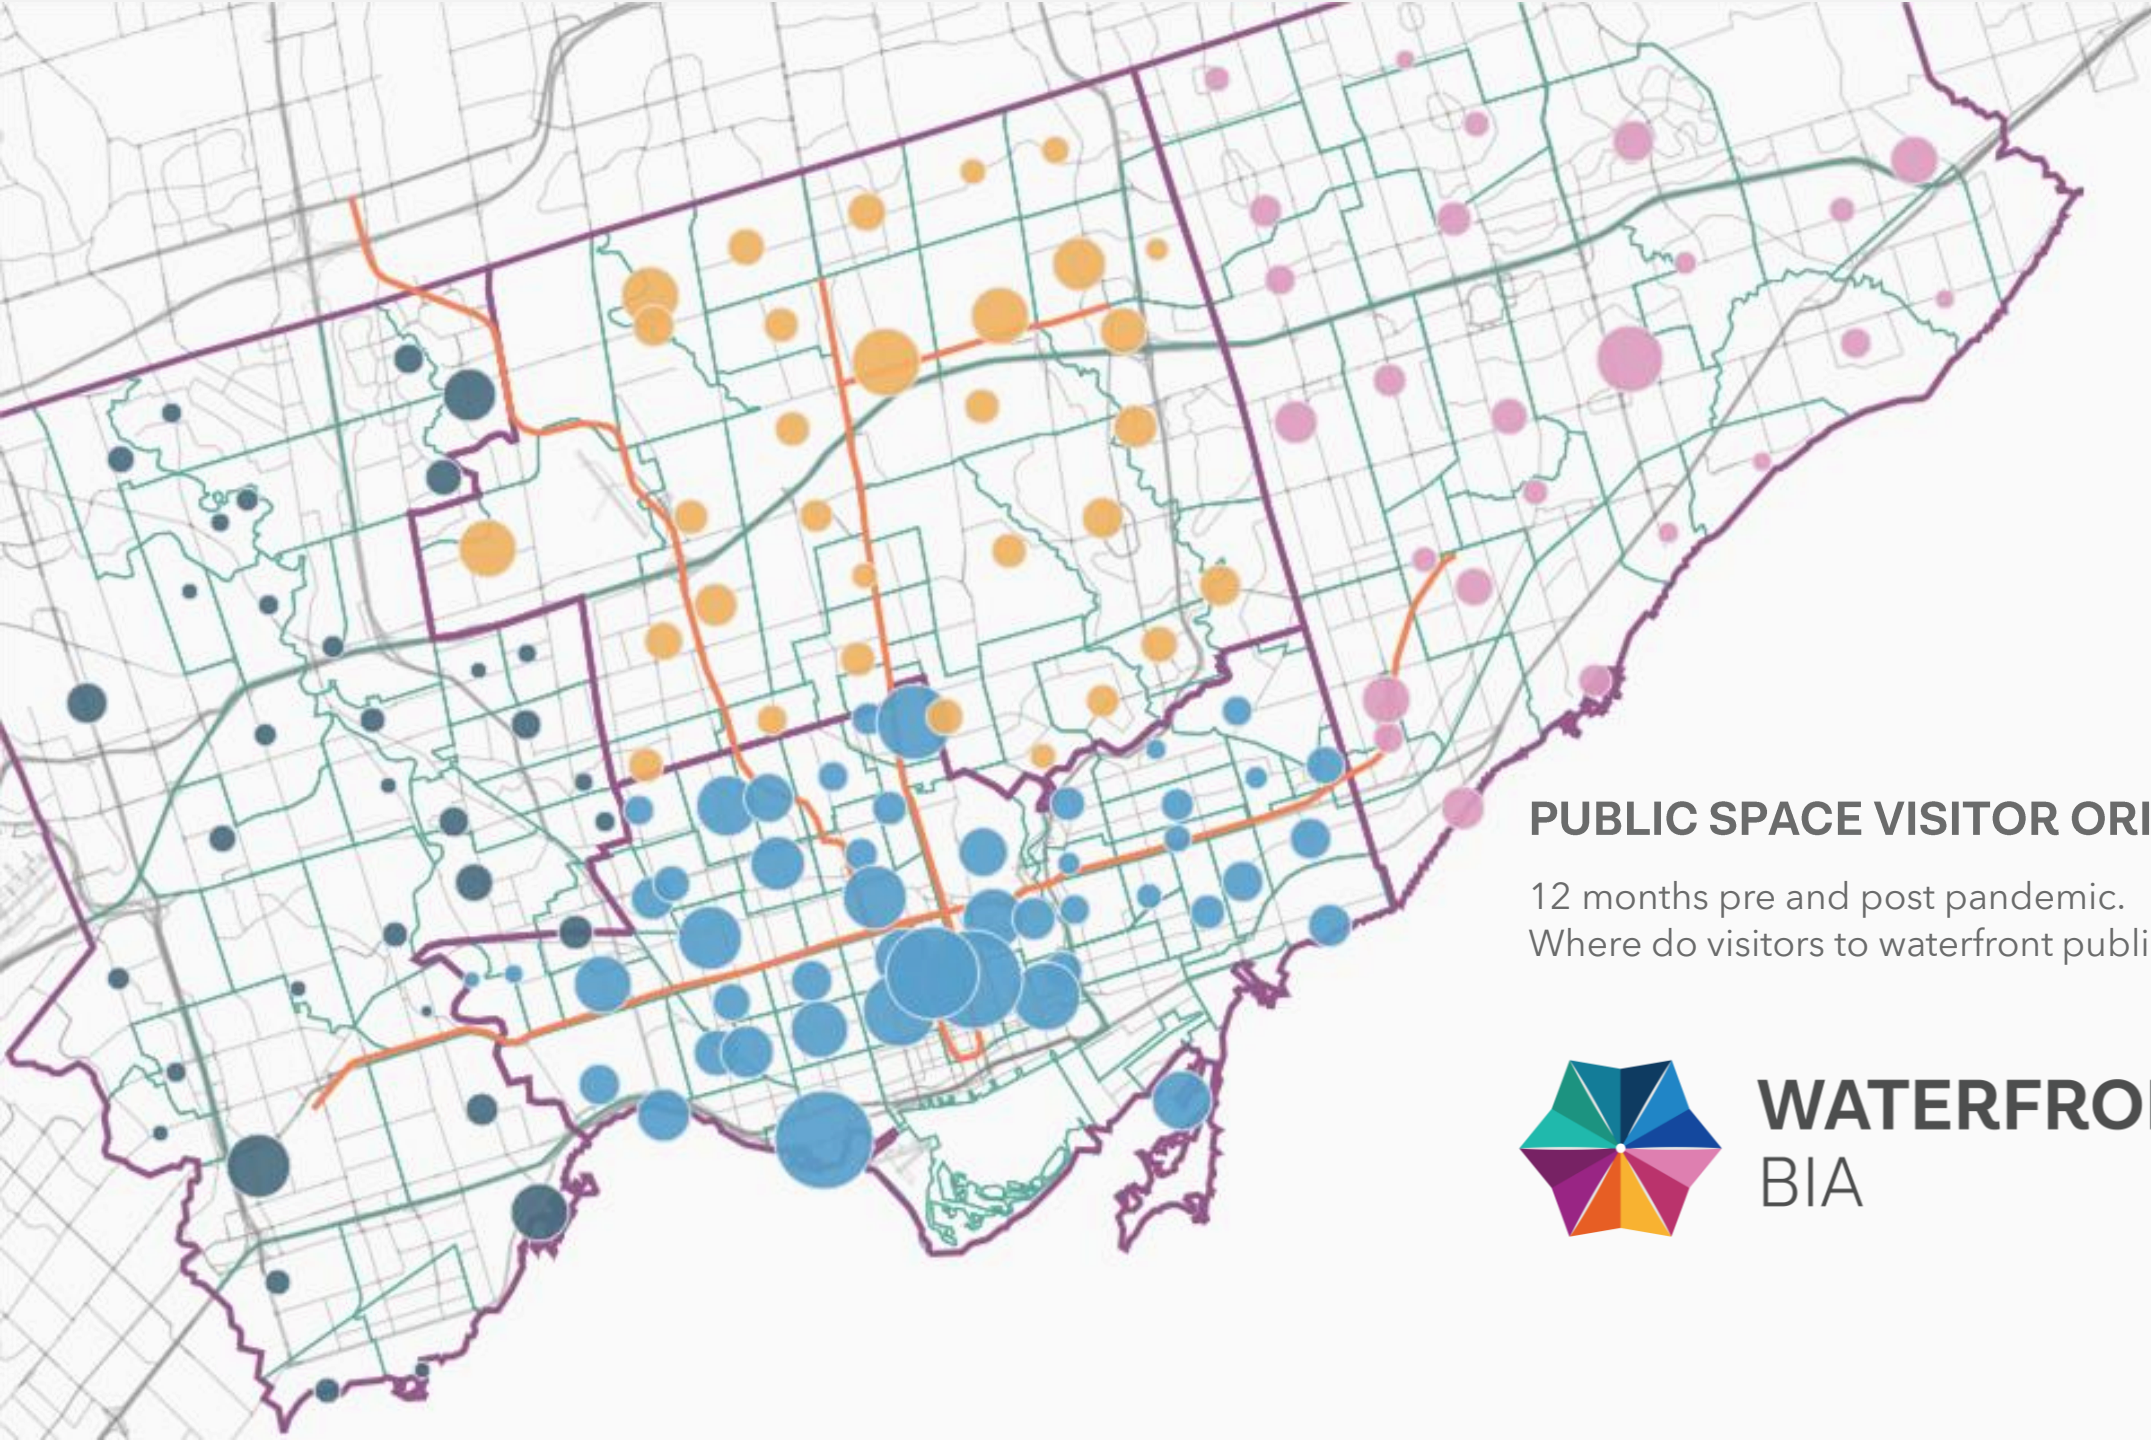 PUBLIC SPACE VISITOR ORI
12 months pre and post pandemic.
Where do visitors to waterfront publi
WATERFRO
BIA